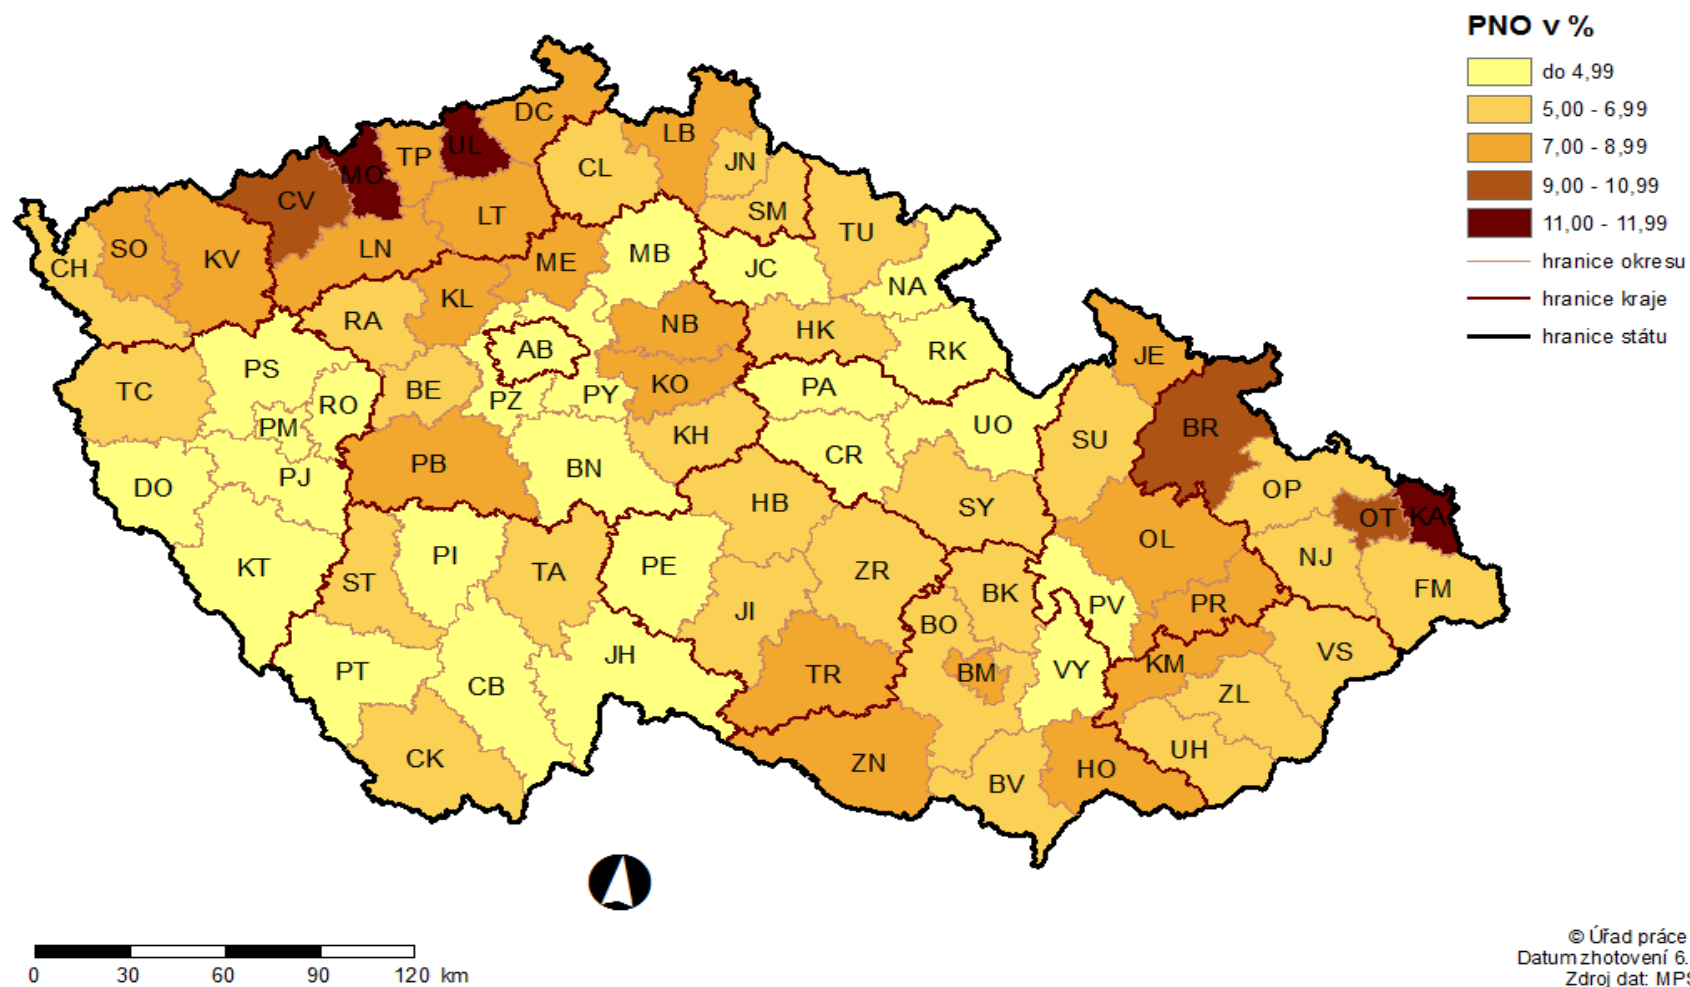 PNO v %
do 4,99
5,00 - 6,99
7,00 - 8,99
9,00 - 10,99
11,00 - 11,99
hranice okresu
hranice kraje
hranice státu
DC
UL
LB
TP
MO
CL
JN
CV
SM
LT
TU
SO
LN
KV
CH
MB
ME
JC
NA
KL
RA
NB
HK
AB
RK
JE
PS
TC
BE
KO
PA
RO
PZ
PY
PM
KH
UO
BR
SU
CR
PB
BN
PJ
DO
OP
HB
SY
OT
KA
OL
PI
NJ
KT
ST
TA
PE
ZR
FM
BK
PV
PR
JI
BO
JH
VS
PT
TR
BM
VY
KM
CB
ZL
UH
CK
ZN
HO
BV
0 30 60 90 120 km
© Úřad práce
Datum zhotovení 6.
Zdroj dat: